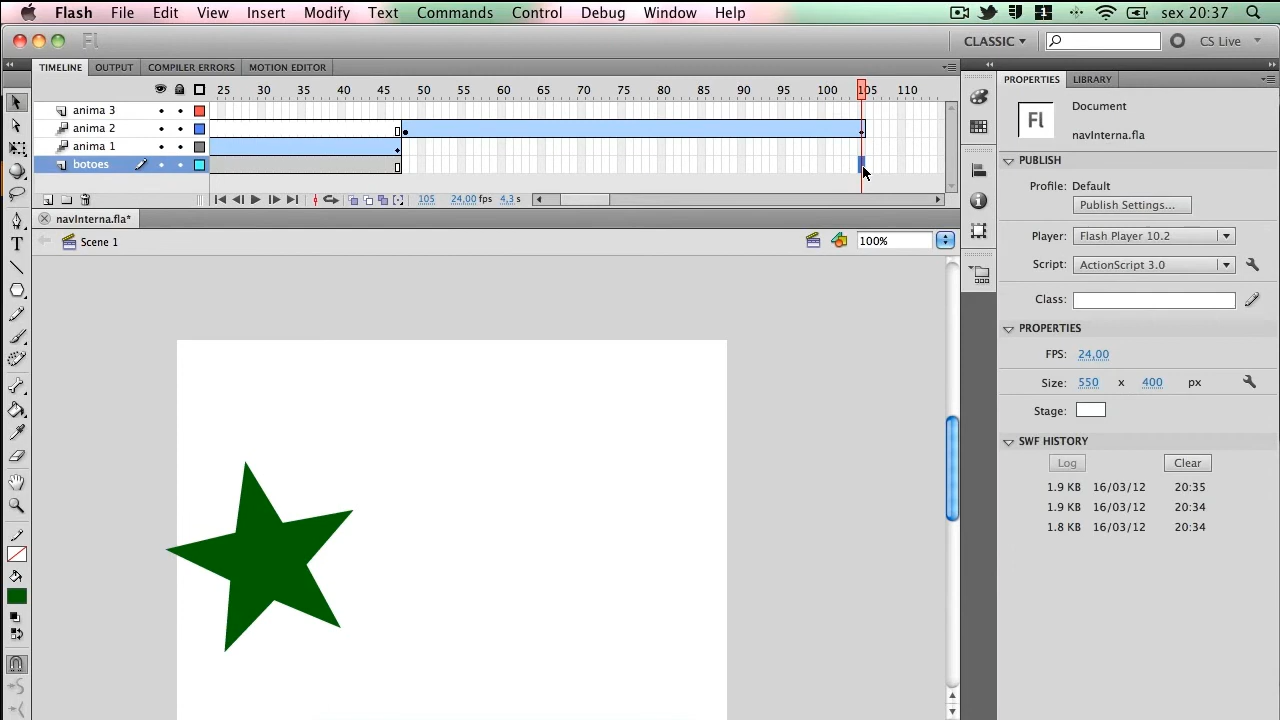 Flash File Edit View Insert Modify Text Commands Control Debug Window Help sex 20:37
Fl CLASSIC CS Live
TIMELINE OUTPUT COMPILER ERRORS MOTION EDITOR PROPERTIES LIBRARY
25 30 35 40 45 50 55 60 65 70 75 80 85 90 95 100 105 110
anima 3
anima 2
anima 1
botoes
105 24,00 fps 4,3 s
navInterna.fla*
Scene 1 100%
Fl
Document
navInterna.fla
PUBLISH
Profile: Default
Publish Settings...
Player: Flash Player 10.2
Script: ActionScript 3.0
Class:
PROPERTIES
FPS: 24,00
Size: 550 x 400 px
Stage:
SWF HISTORY
Log Clear
1.9 KB 16/03/12 20:35
1.9 KB 16/03/12 20:34
1.8 KB 16/03/12 20:34
T